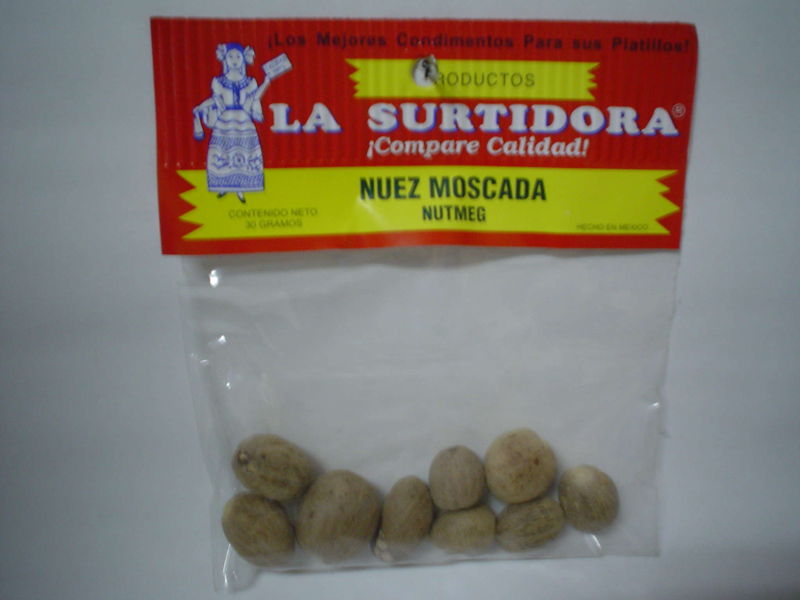 ¡Los Mejores Condimentos Para sus Platillos!
PRODUCTOS
LA SURTIDORA®
¡Compare Calidad!
NUEZ MOSCADA
NUTMEG
CONTENIDO NETO
30 GRAMOS
HECHO EN MEXICO